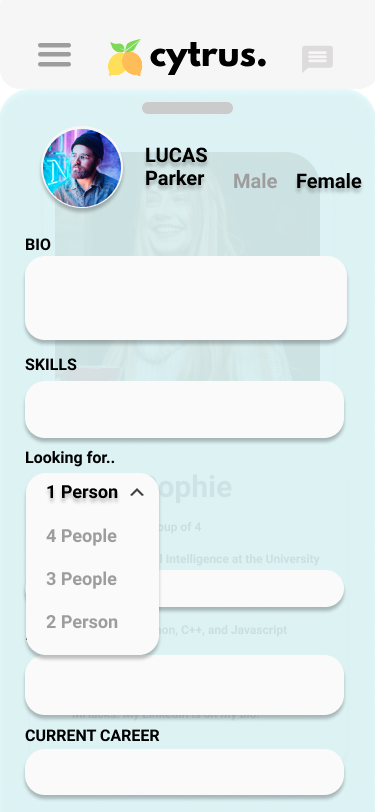 cytrus.
LUCAS
Parker
Male Female
BIO
SKILLS
Looking for..
1 Person
ophie
4 People
oup of 4
Intelligence at the University
3 People
2 Person
on, C++, and Javascript
CURRENT CAREER